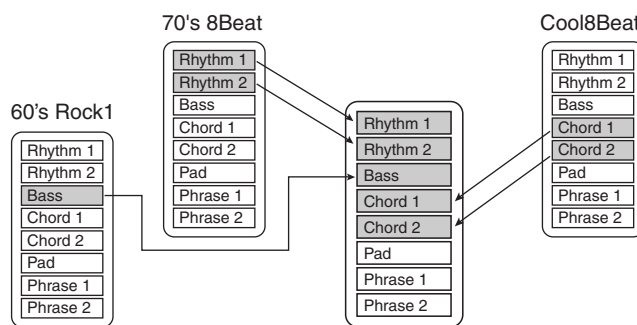 70's 8Beat
Rhythm 1
Rhythm 2
Bass
Chord 1
Chord 2
Pad
Phrase 1
Phrase 2
Cool8Beat
Rhythm 1
Rhythm 2
Bass
Chord 1
Chord 2
Pad
Phrase 1
Phrase 2
60's Rock1
Rhythm 1
Rhythm 2
Bass
Chord 1
Chord 2
Pad
Phrase 1
Phrase 2
Rhythm 1
Rhythm 2
Bass
Chord 1
Chord 2
Pad
Phrase 1
Phrase 2